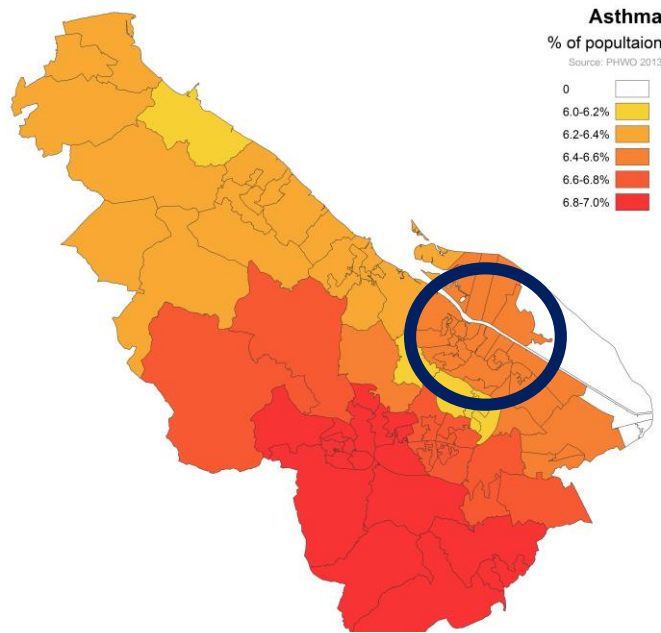 Asthma
% of popultaion
Source: PHWO 2013
0
6.0-6.2%
6.2-6.4%
6.4-6.6%
6.6-6.8%
6.8-7.0%